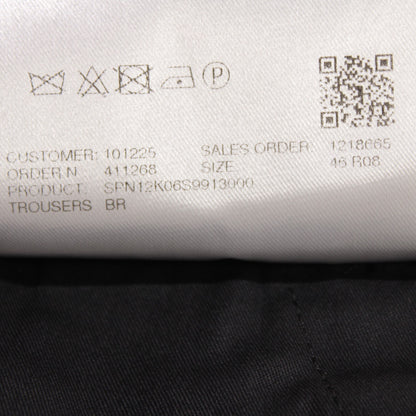 CUSTOMER: 101225 SALES ORDER: 1218665
ORDER N. 411268 SIZE: 46 R08
PRODUCT: SPN12K06S9913000
TROUSERS BR